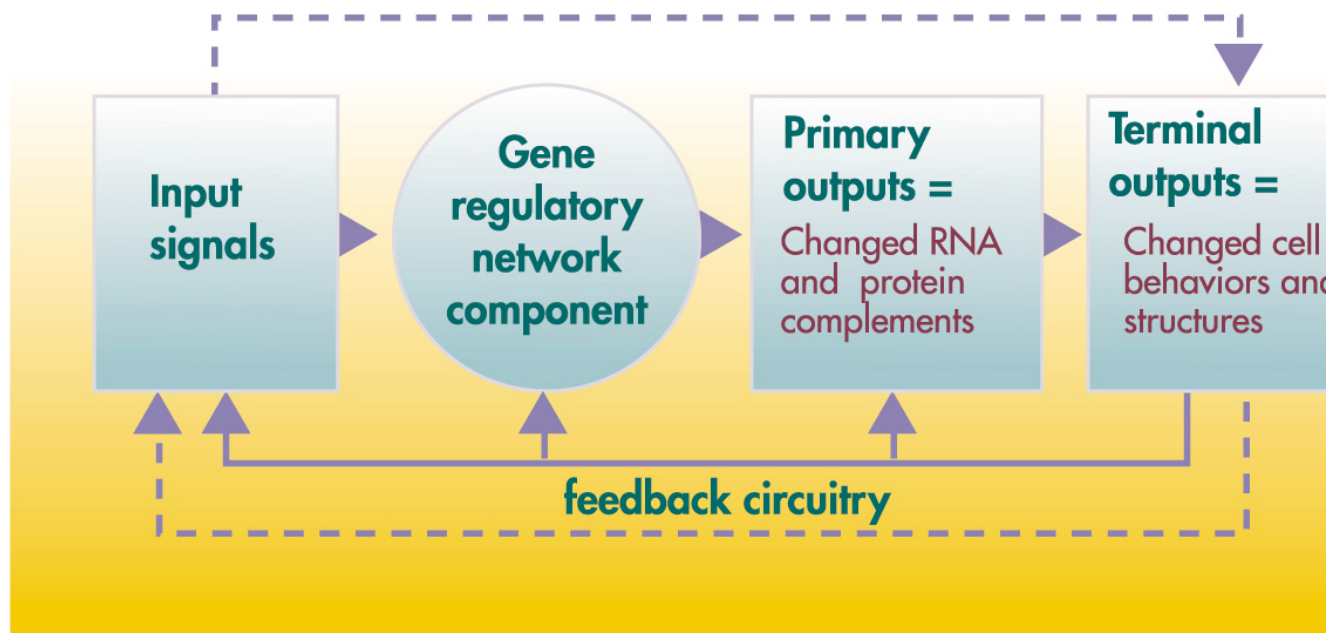 Input
signals
Gene
regulatory
network
component
Primary
outputs =
Changed RNA
and protein
complements
Terminal
outputs =
Changed cell
behaviors and
structures
feedback circuitry